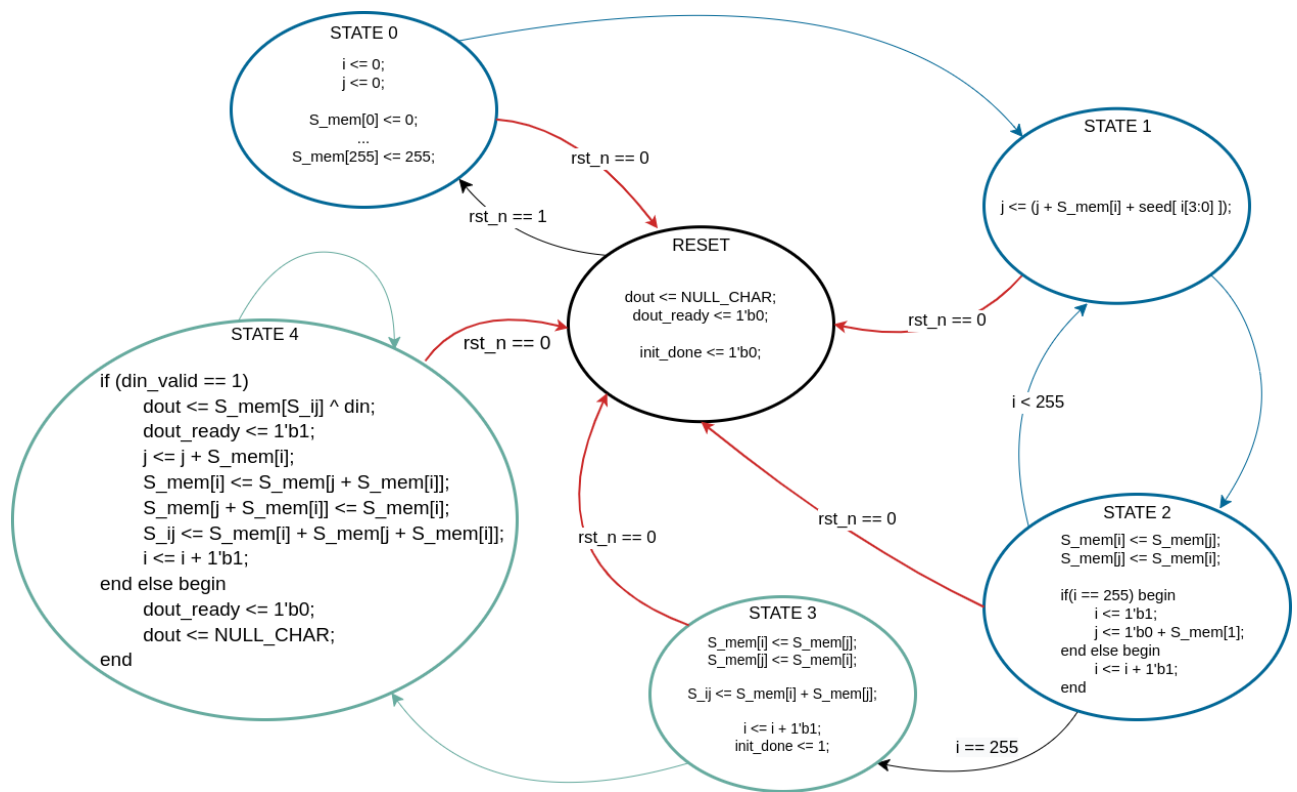 STATE 0
i <= 0;
j <= 0;
S_mem[0] <= 0;
...
S_mem[255] <= 255;
rst_n == 0
rst_n == 1
STATE 1
j <= (j + S_mem[i] + seed[ i[3:0] ]);
RESET
dout <= NULL_CHAR;
dout_ready <= 1'b0;
init_done <= 1'b0;
rst_n == 0
STATE 4
if (din_valid == 1)
dout <= S_mem[S_ij] ^ din;
dout_ready <= 1'b1;
j <= j + S_mem[i];
S_mem[i] <= S_mem[j + S_mem[i]];
S_mem[j + S_mem[i]] <= S_mem[i];
S_ij <= S_mem[i] + S_mem[j + S_mem[i]];
i <= i + 1'b1;
end else begin
dout_ready <= 1'b0;
dout <= NULL_CHAR;
end
rst_n == 0
i < 255
rst_n == 0
rst_n == 0
STATE 2
S_mem[i] <= S_mem[j];
S_mem[j] <= S_mem[i];
if(i == 255) begin
i <= 1'b1;
j <= 1'b0 + S_mem[1];
end else begin
i <= i + 1'b1;
end
STATE 3
S_mem[i] <= S_mem[j];
S_mem[j] <= S_mem[i];
S_ij <= S_mem[i] + S_mem[j];
i <= i + 1'b1;
init_done <= 1;
i == 255